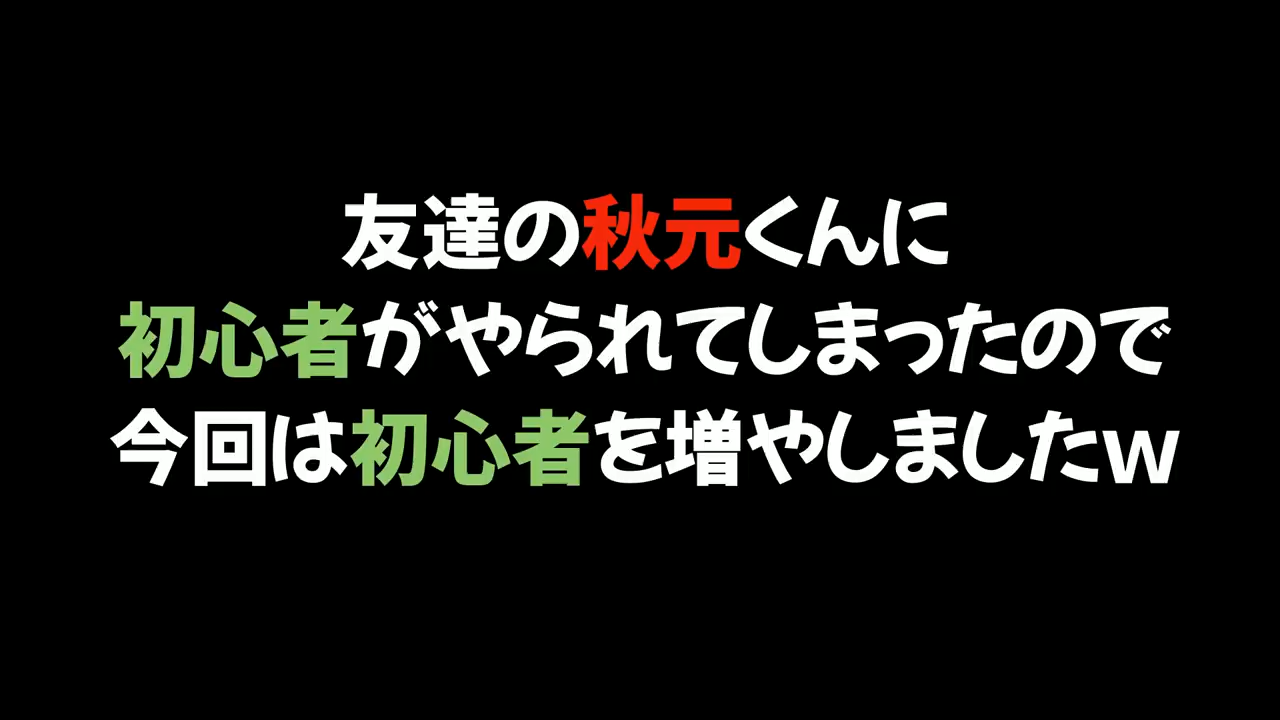 友達の秋元くんに
初心者がやられてしまったので
今回は初心者を増やしましたw